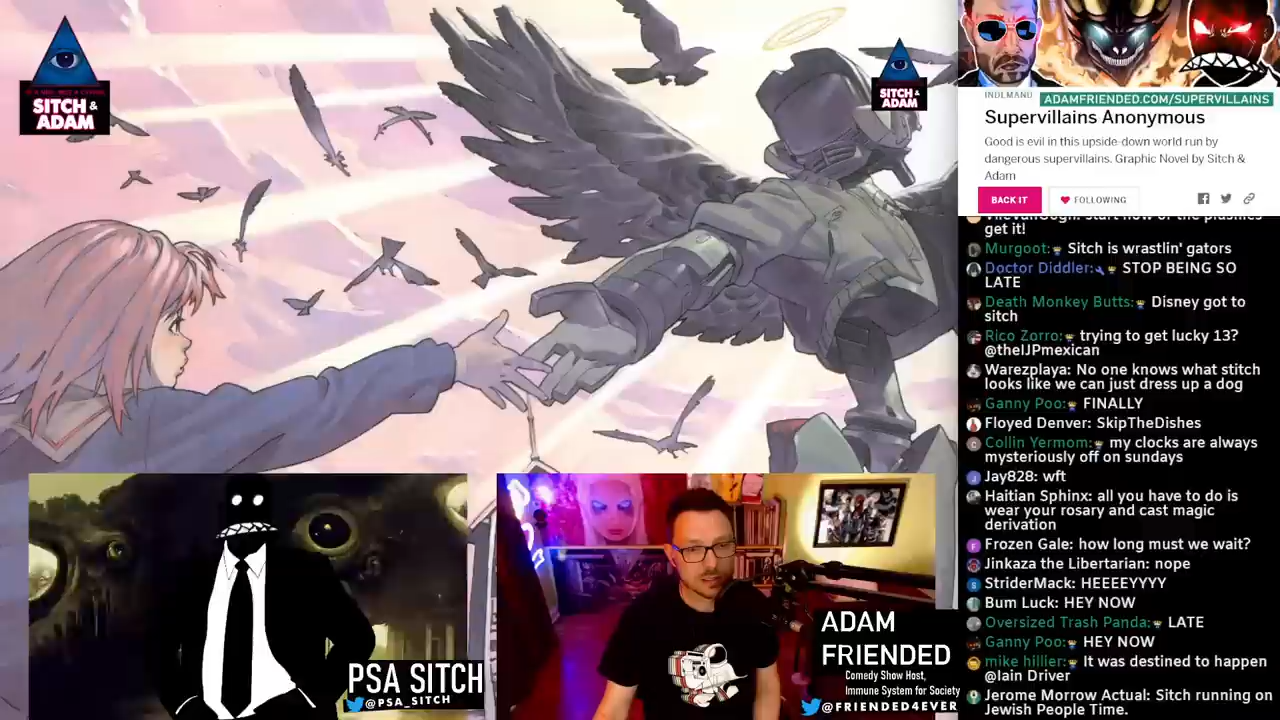 SITCH &
ADAM
SITCH &
ADAM
INDEMAND
ADAMFRIENDED.COM/SUPERVILLAINS
Supervillains Anonymous
Good is evil in this upside-down world run by
dangerous supervillains. Graphic Novel by Sitch &
Adam
BACK IT
FOLLOWING
get it!
Murgoot: Sitch is wrastlin' gators
Doctor Diddler: STOP BEING SO
LATE
Death Monkey Butts: Disney got to
sitch
Rico Zorro: trying to get lucky 13?
@theIJPmexican
Warezplaya: No one knows what stitch
looks like we can just dress up a dog
Ganny Poo: FINALLY
Floyed Denver: SkipTheDishes
Collin Yermom: my clocks are always
mysteriously off on sundays
Jay828: wft
Haitian Sphinx: all you have to do is
wear your rosary and cast magic
derivation
Frozen Gale: how long must we wait?
Jinkaza the Libertarian: nope
StriderMack: HEEEEYYYY
Bum Luck: HEY NOW
Oversized Trash Panda: LATE
Ganny Poo: HEY NOW
mike hillier: It was destined to happen
@Iain Driver
Jerome Morrow Actual: Sitch running on
Jewish People Time.
PSA SITCH
@PSA_SITCH
ADAM
FRIENDED
Comedy Show Host,
Immune System for Society
@FRIENDED4EVER